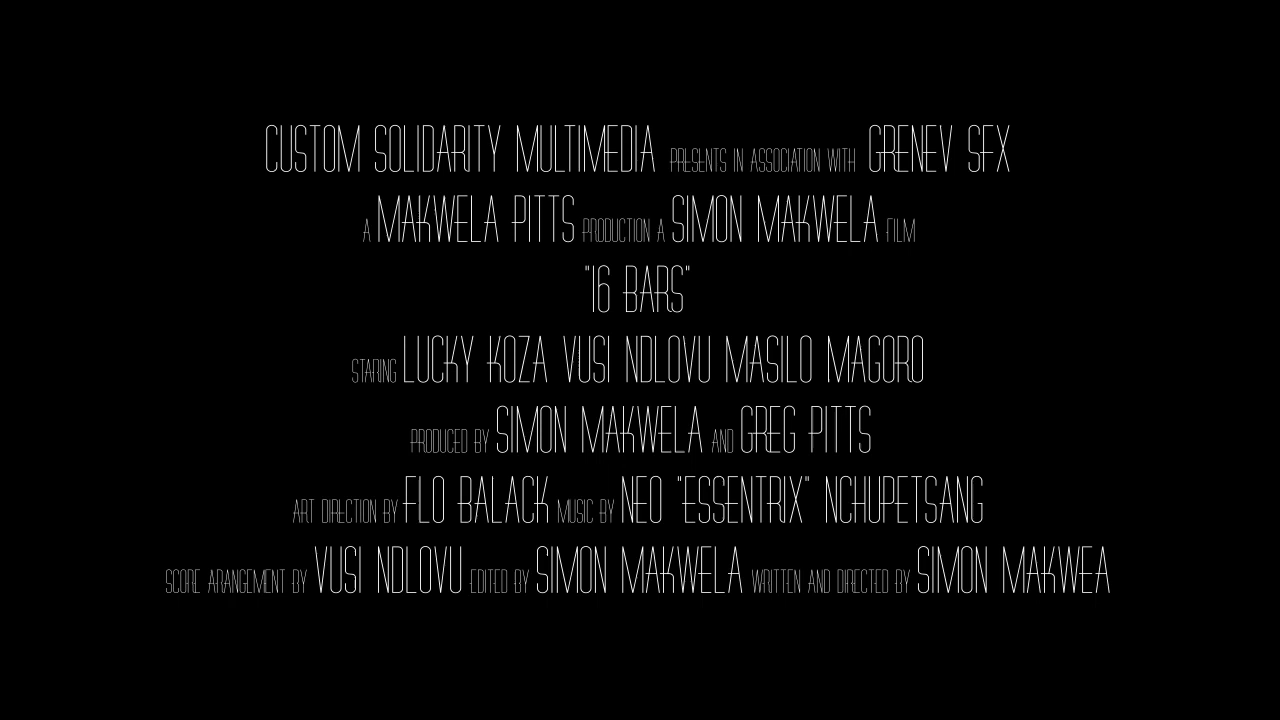 CUSTOM SOLIDARITY MULTIMEDIA PRESENTS IN ASSOCIATION WITH GRENEV SFX
A MAKWELA PITTS PRODUCTION A SIMON MAKWELA FILM
"16 BARS"
STARING LUCKY KOZA VUSI NDLOVU MASILO MAGORO
PRODUCED BY SIMON MAKWELA AND GREG PITTS
ART DIRECTION BY FLO BALACK MUSIC BY NEO "ESSENTRIX" NCHUPETSANG
SCORE ARANGEMENT BY VUSI NDLOVU EDITED BY SIMON MAKWELA WRITTEN AND DIRECTED BY SIMON MAKWEA